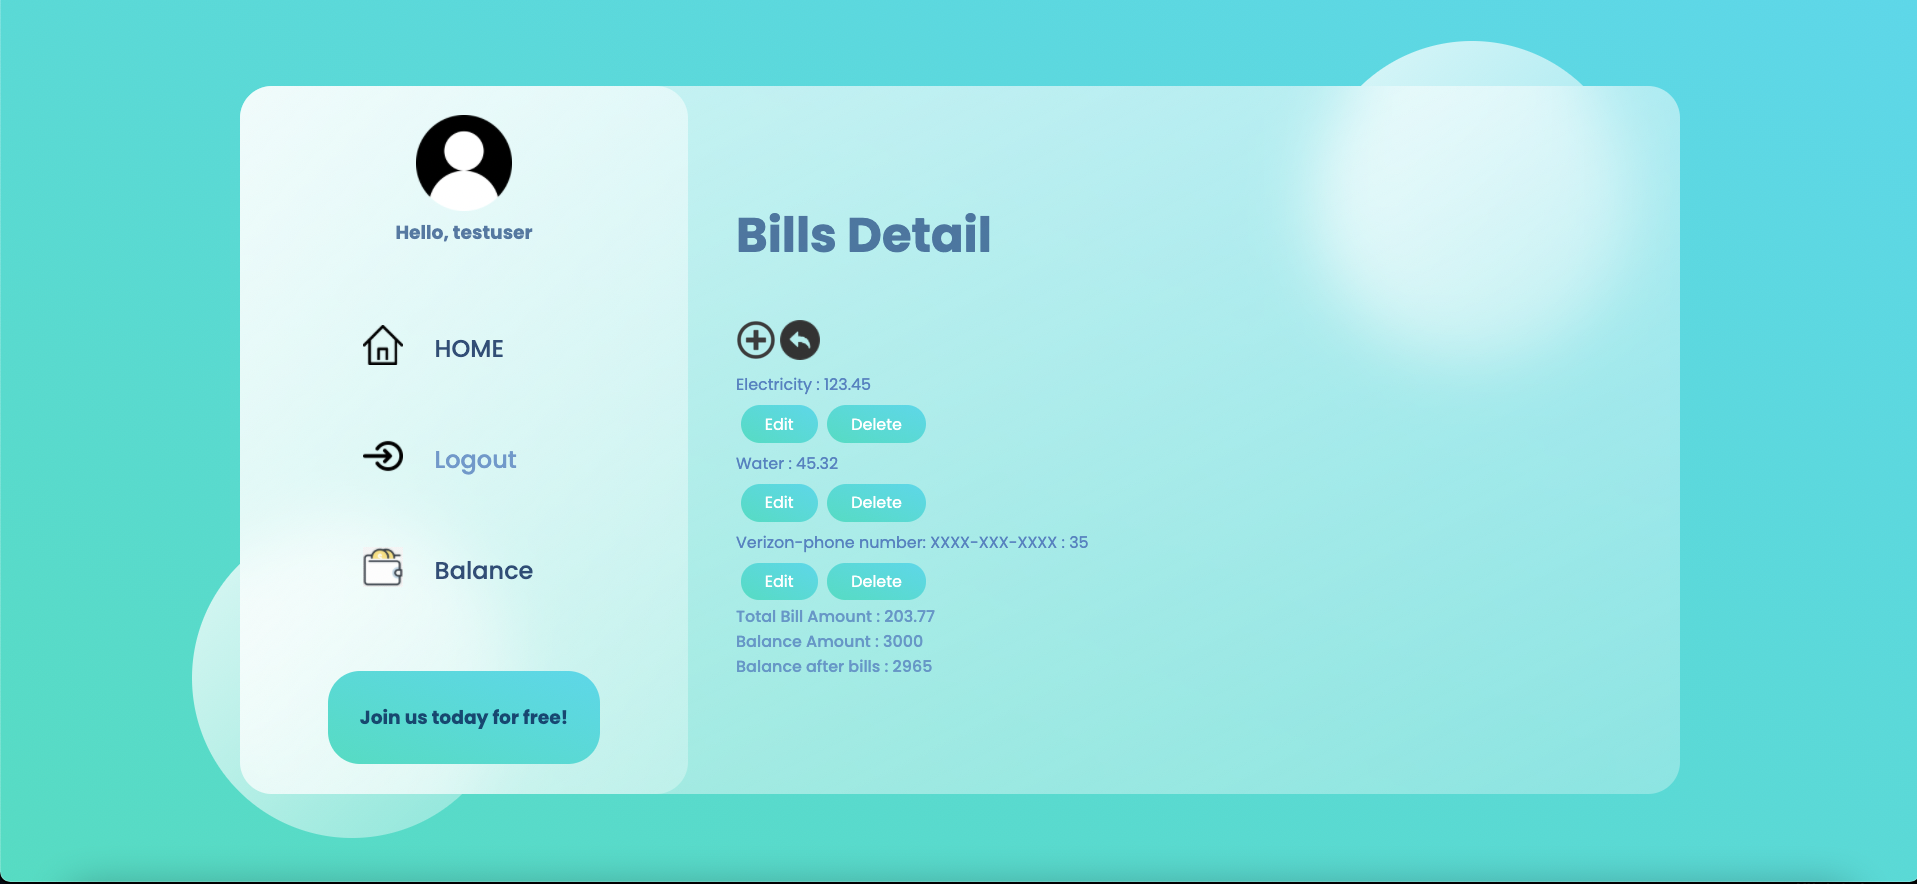 Hello, testuser
HOME
Logout
Balance
Join us today for free!
Bills Detail
Electricity : 123.45
Edit Delete
Water : 45.32
Edit Delete
Verizon-phone number: XXXX-XXX-XXXX : 35
Edit Delete
Total Bill Amount : 203.77
Balance Amount : 3000
Balance after bills : 2965